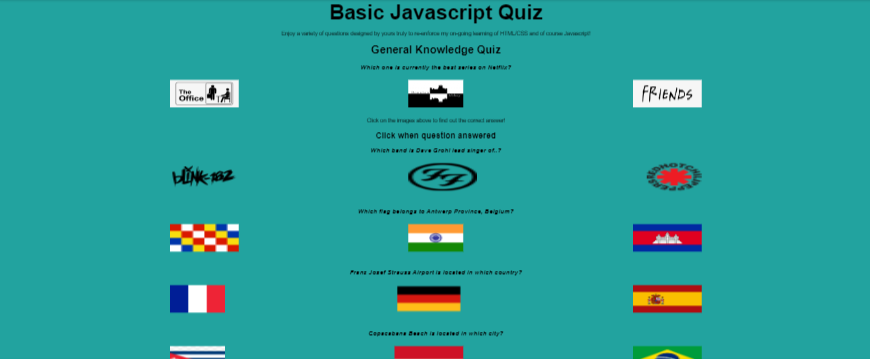 Basic Javascript Quiz
Enjoy a variety of questions designed by yours truly to re-enforce my on-going learning of HTML/CSS and of course Javascript!
General Knowledge Quiz
Which one is currently the best series on Netflix?
The Office
FRIENDS
Click on the images above to find out the correct answer!
Click when question answered
Which band is Dave Grohl lead singer of..?
blink-182 FF RED HOT CHILI PEPPERS
Which flag belongs to Antwerp Province, Belgium?
Franz Josef Strauss Airport is located in which country?
Copacabana Beach is located in which city?